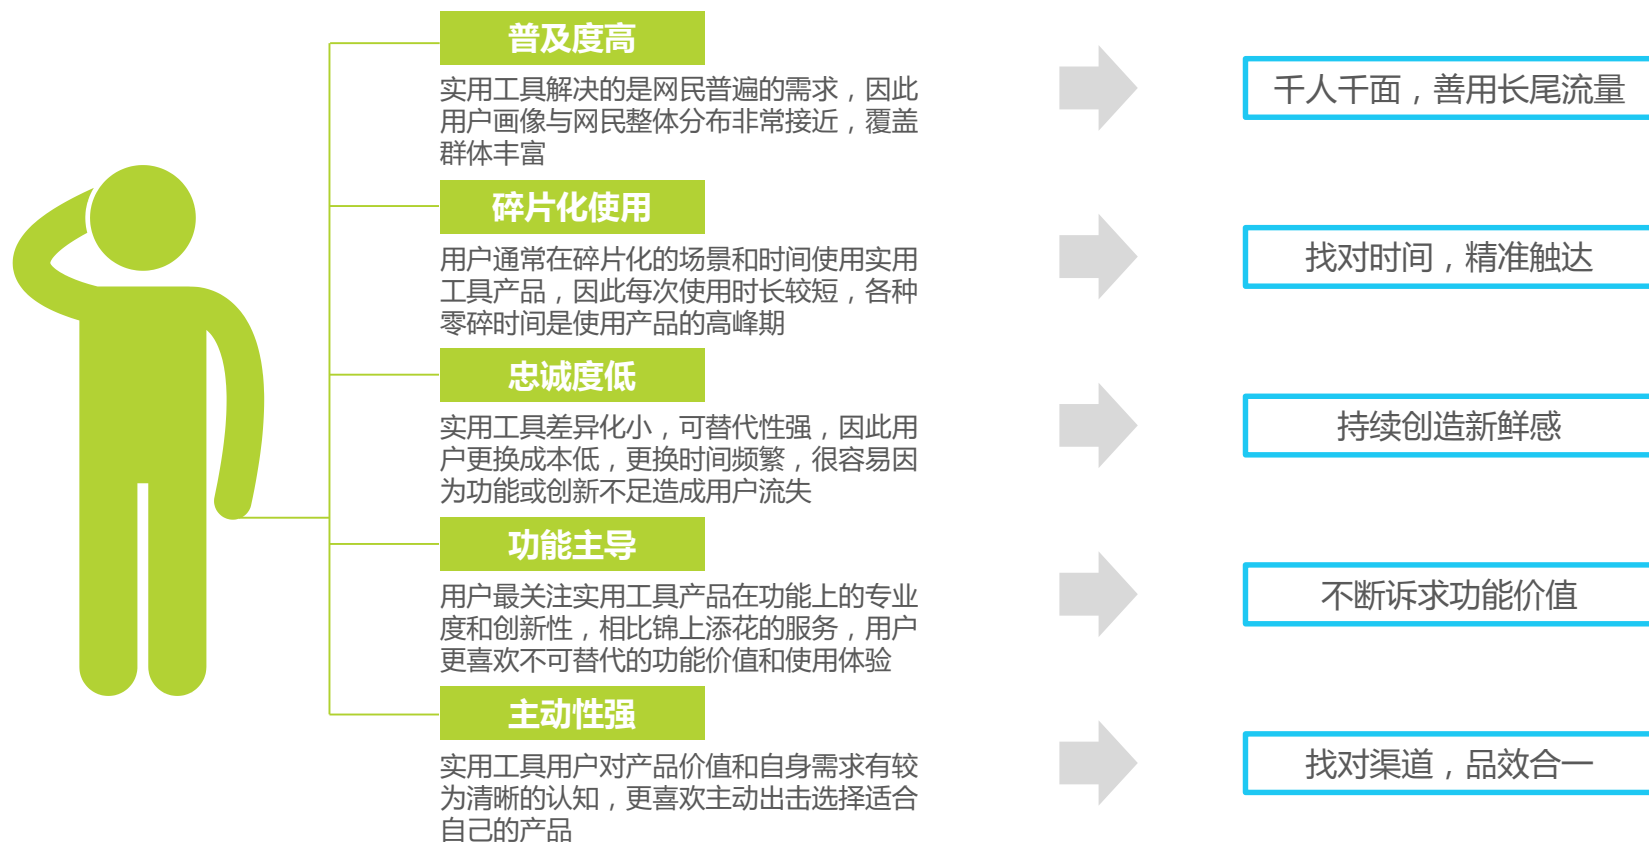 普及度高
实用工具解决的是网民普遍的需求，因此
用户画像与网民整体分布非常接近，覆盖
群体丰富
千人千面，善用长尾流量
碎片化使用
用户通常在碎片化的场景和时间使用实用
工具产品，因此每次使用时长较短，各种
零碎时间是使用产品的高峰期
找对时间，精准触达
忠诚度低
实用工具差异化小，可替代性强，因此用
户更换成本低，更换时间频繁，很容易因
为功能或创新不足造成用户流失
持续创造新鲜感
功能主导
用户最关注实用工具产品在功能上的专业
度和创新性，相比锦上添花的服务，用户
更喜欢不可替代的功能价值和使用体验
不断诉求功能价值
主动性强
实用工具用户对产品价值和自身需求有较
为清晰的认知，更喜欢主动出击选择适合
自己的产品
找对渠道，品效合一